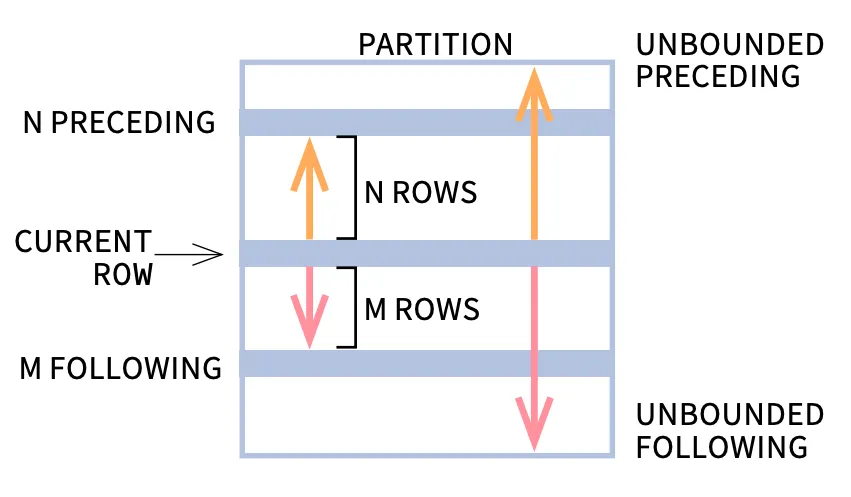 PARTITION
UNBOUNDED
PRECEDING
N PRECEDING
N ROWS
CURRENT
ROW
M ROWS
M FOLLOWING
UNBOUNDED
FOLLOWING